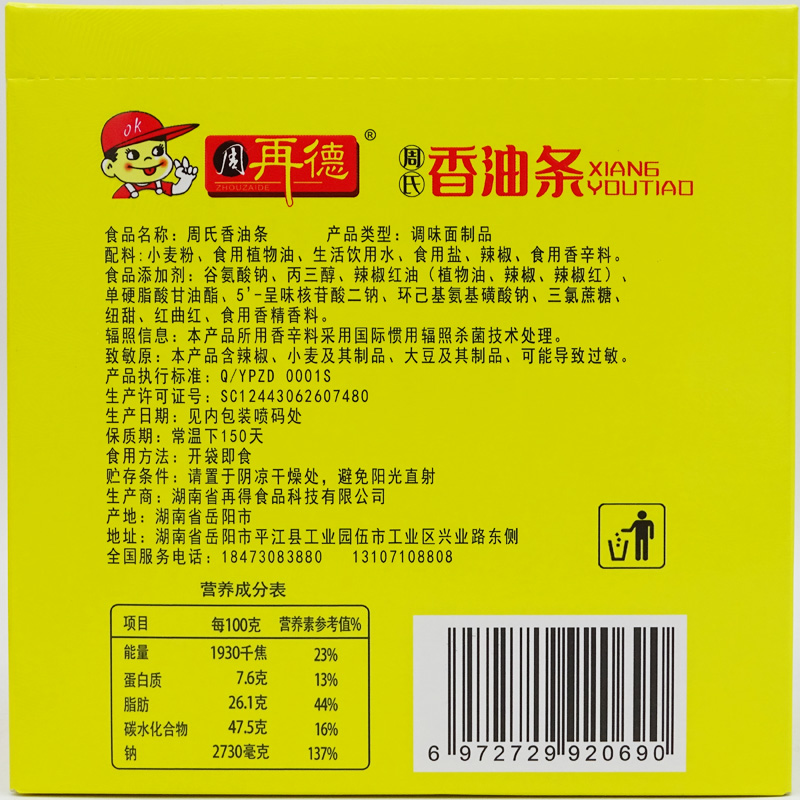 ok
周再德®
ZHOUZAIDE
周氏香油条 XIANG
YOUTIAO
食品名称：周氏香油条 产品类型：调味面制品
配料：小麦粉、食用植物油、生活饮用水、食用盐、辣椒、食用香辛料。
食品添加剂：谷氨酸钠、丙三醇、辣椒红油（植物油、辣椒、辣椒红）、
单硬脂酸甘油酯、5'-呈味核苷酸二钠、环己基氨基磺酸钠、三氯蔗糖、
纽甜、红曲红、食用香精香料。
辐照信息：本产品所用香辛料采用国际惯用辐照杀菌技术处理。
致敏原：本产品含辣椒、小麦及其制品、大豆及其制品、可能导致过敏。
产品执行标准：Q/YPZD 0001S
生产许可证号：SC12443062607480
生产日期：见内包装喷码处
保质期：常温下150天
食用方法：开袋即食
贮存条件：请置于阴凉干燥处，避免阳光直射
生产商：湖南省再得食品科技有限公司
产地：湖南省岳阳市
地址：湖南省岳阳市平江县工业园伍市工业区兴业路东侧
全国服务电话：18473083880 13107108808
营养成分表
项目 每100克 营养素参考值%
能量 1930千焦 23%
蛋白质 7.6克 13%
脂肪 26.1克 44%
碳水化合物 47.5克 16%
钠 2730毫克 137%
6 972729 920690